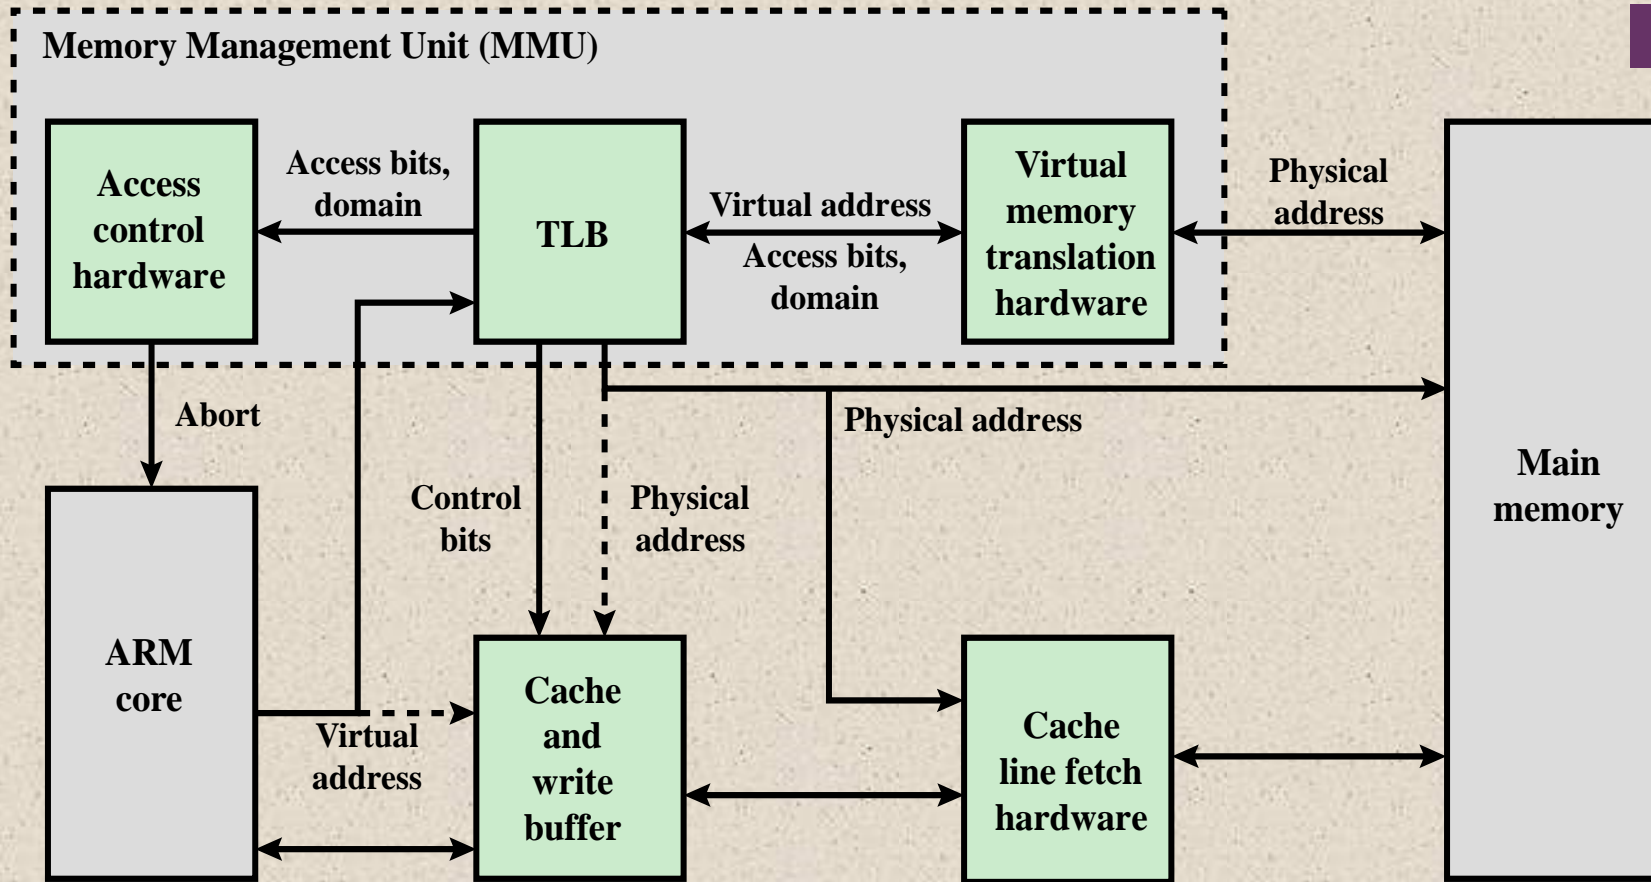 Memory Management Unit (MMU)
Access
control
hardware
Access bits,
domain
TLB
Virtual address
Access bits,
domain
Virtual
memory
translation
hardware
Physical
address
Abort
Control
bits
Physical
address
Physical address
Main
memory
ARM
core
Virtual
address
Cache
and
write
buffer
Cache
line fetch
hardware